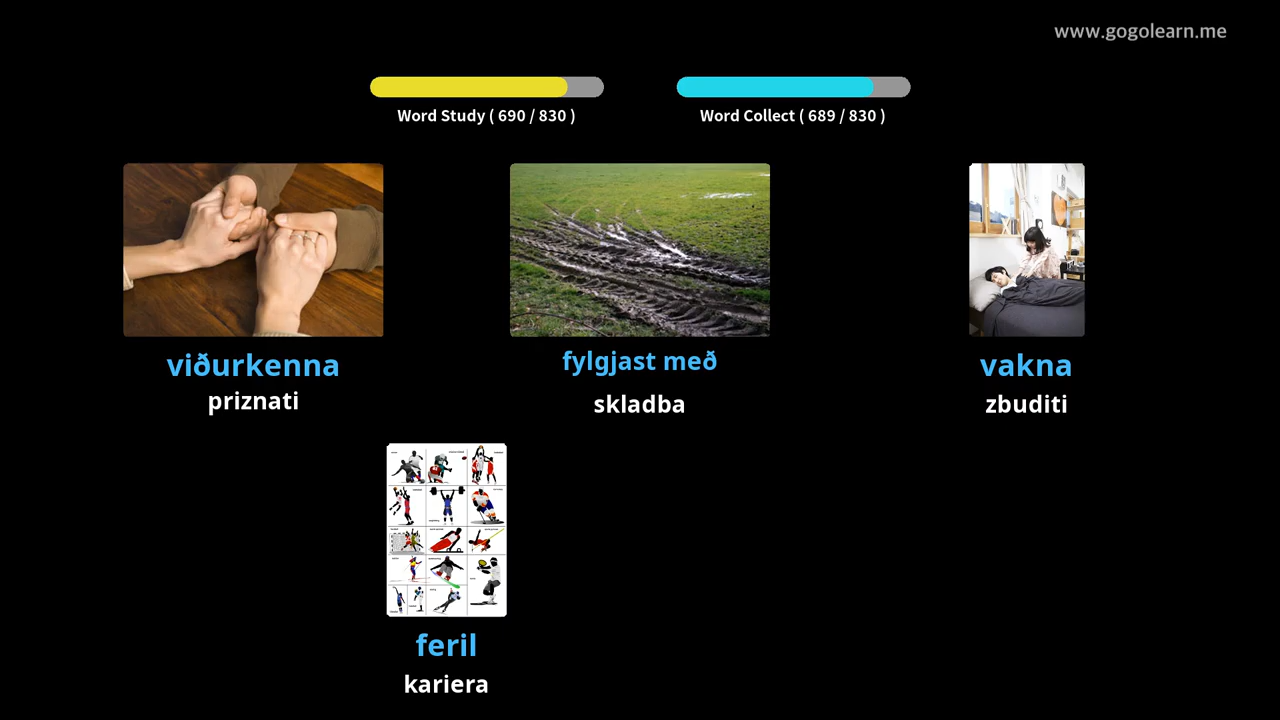 www.gogolearn.me
Word Study ( 690 / 830 )
Word Collect ( 689 / 830 )
viðurkenna
priznati
fylgjast með
skladba
vakna
zbuditi
feril
kariera